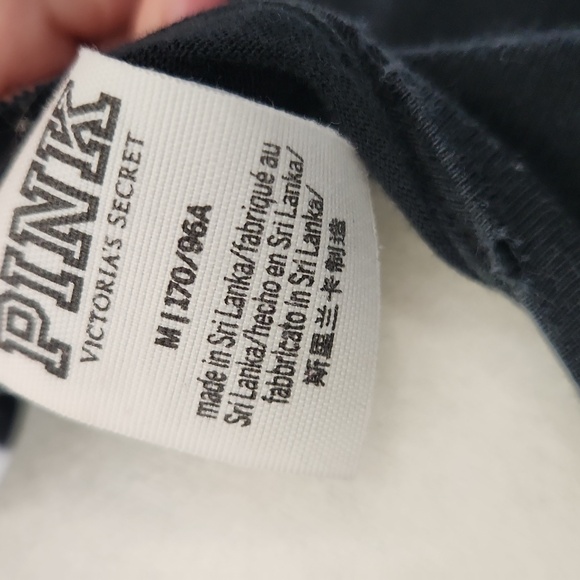 PINK
VICTORIA'S SECRET
M | 170/96A
made in Sri Lanka/fabriqué au
Sri Lanka/hecho en Sri Lanka/
fabbricato in Sri Lanka/
斯里兰卡制造